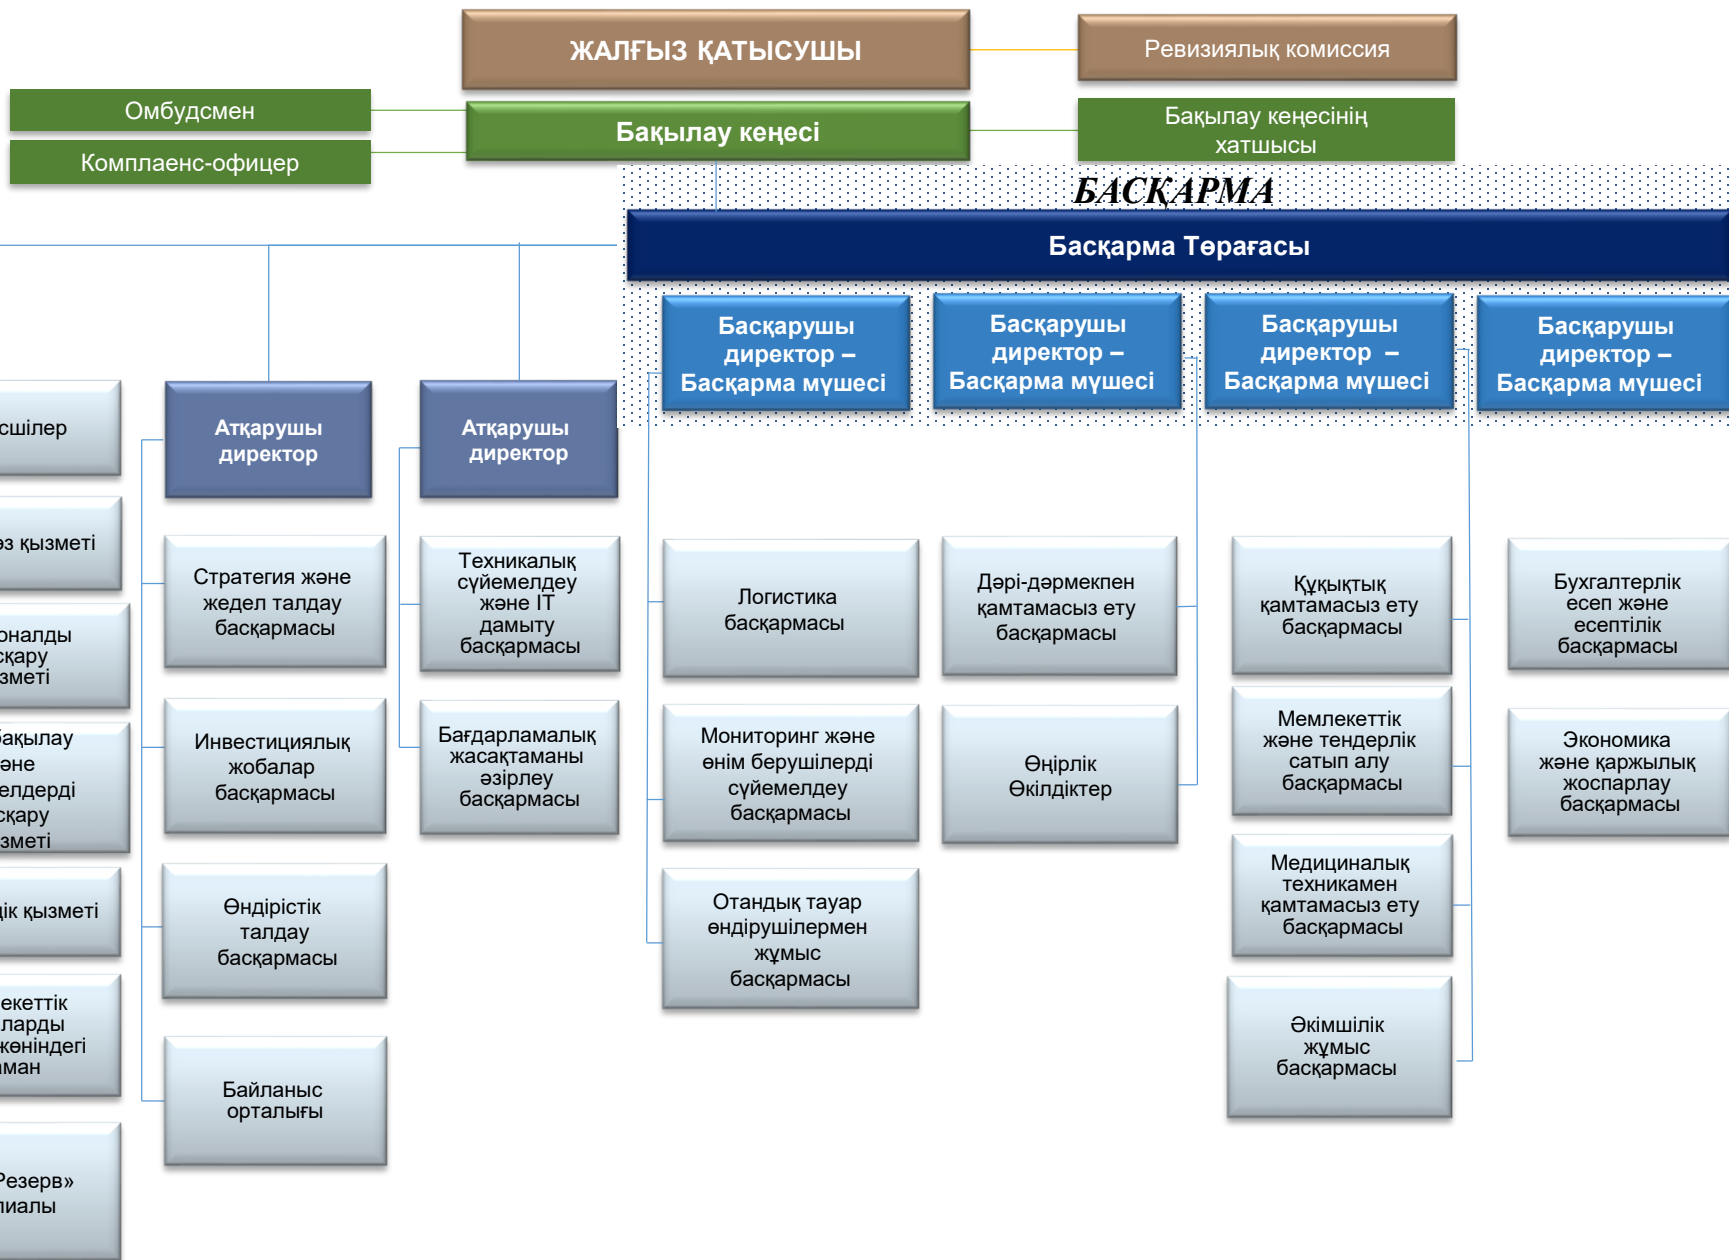 ЖАЛҒЫЗ ҚАТЫСУШЫ
Ревизиялық комиссия
Омбудсмен
Комплаенс-офицер
Бақылау кеңесі
Бақылау кеңесінің
хатшысы
БАСҚАРМА
Басқарма Төрағасы
Басқарушы
директор –
Басқарма мүшесі
Басқарушы
директор –
Басқарма мүшесі
Басқарушы
директор –
Басқарма мүшесі
Басқарушы
директор –
Басқарма мүшесі
қызметі
бақылау
қызметі
жөніндегі
Резерв»
Атқарушы
директор
Стратегия және
жедел талдау
басқармасы
Инвестициялық
жобалар
басқармасы
Өндірістік
талдау
басқармасы
Байланыс
орталығы
Атқарушы
директор
Техникалық
сүйемелдеу
және IT
дамыту
басқармасы
Бағдарламалық
жасақтаманы
әзірлеу
басқармасы
Логистика
басқармасы
Мониторинг және
өнім берушілерді
сүйемелдеу
басқармасы
Отандық тауар
өндірушілермен
жұмыс
басқармасы
Дәрі-дәрмекпен
қамтамасыз ету
басқармасы
Өңірлік
Өкілдіктер
Құқықтық
қамтамасыз ету
басқармасы
Мемлекеттік
және тендерлік
сатып алу
басқармасы
Медициналық
техникамен
қамтамасыз ету
басқармасы
Әкімшілік
жұмыс
басқармасы
Бухгалтерлік
есеп және
есептілік
басқармасы
Экономика
және қаржылық
жоспарлау
басқармасы